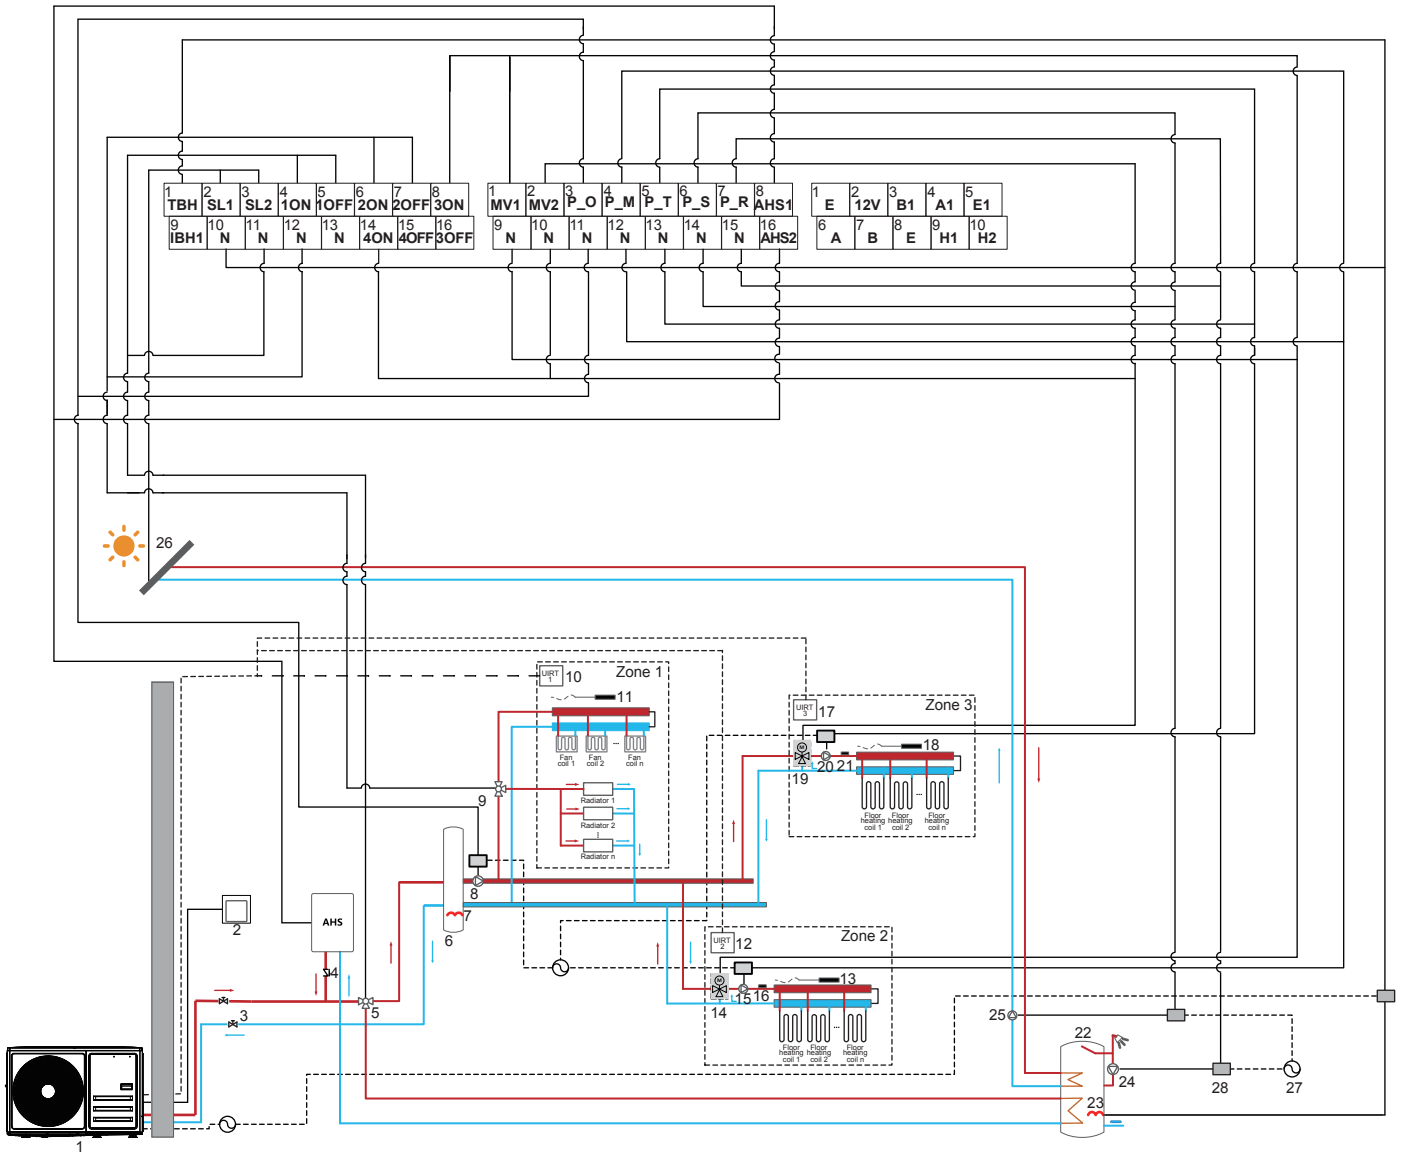 1 2 3 4 5 6 7 8
TBH SL1 SL2 1ON 1OFF 2ON 2OFF 3ON
9 10 11 12 13 14 15 16
IBH1 N N N N 4ON 4OFF 3OFF
1 2 3 4 5 6 7 8
MV1 MV2 P_O P_M P_T P_S P_R AHS1
9 10 11 12 13 14 15 16
N N N N N N N AHS2
1 2 3 4 5
E 12V B1 A1 E1
6 7 8 9 10
A B E H1 H2
26
Zone 1
UIRT 1
10
11
Fan coil 1
Fan coil 2
...
Fan coil n
9
Radiator 1
Radiator 2
Radiator n
Zone 3
UIRT 3
17
M
18
19
20
21
Floor heating coil 1
Floor heating coil 2
...
Floor heating coil n
8
7
6
2
AHS
4
5
3
1
Zone 2
UIRT 2
12
M
13
14
15
16
Floor heating coil 1
Floor heating coil 2
...
Floor heating coil n
25
22
24
23
28
27